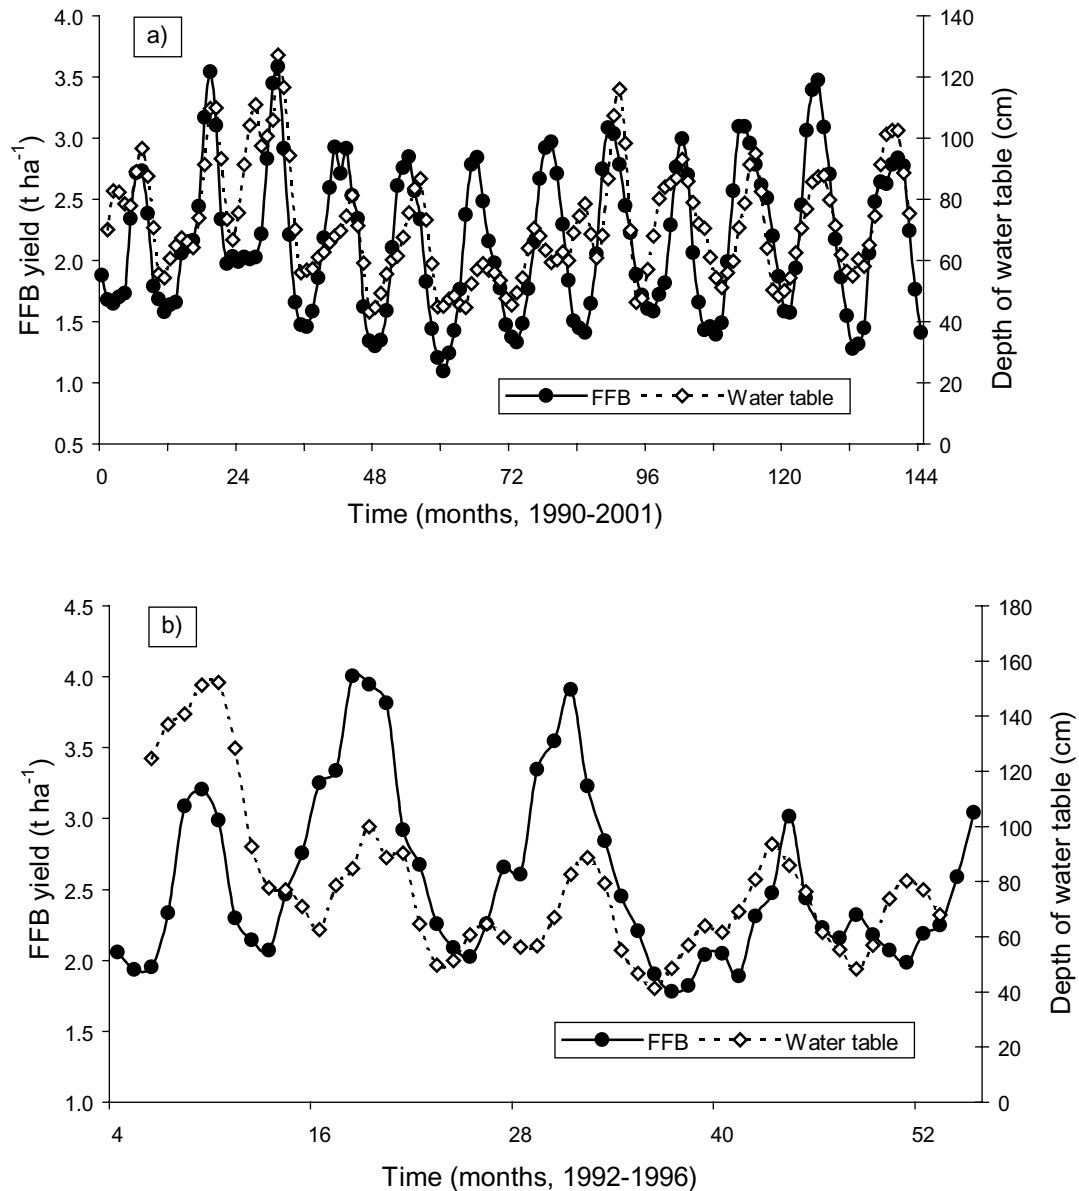 a)
FFB yield (t ha⁻¹)
4.0
3.5
3.0
2.5
2.0
1.5
1.0
0.5
140
120
100
80
60
40
20
0
Depth of water table (cm)
FFB Water table
0 24 48 72 96 120 144
Time (months, 1990-2001)
b)
FFB yield (t ha⁻¹)
4.5
4.0
3.5
3.0
2.5
2.0
1.5
1.0
180
160
140
120
100
80
60
40
20
0
Depth of water table (cm)
FFB Water table
4 16 28 40 52
Time (months, 1992-1996)